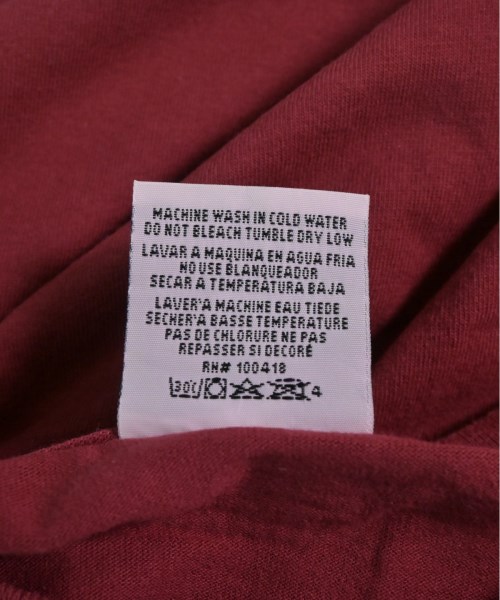 MACHINE WASH IN COLD WATER
DO NOT BLEACH TUMBLE DRY LOW
LAVAR A MAQUINA EN AGUA FRIA
NO USE BLANQUEADOR
SECAR A TEMPERATURA BAJA
LAVER'A MACHINE EAU TIEDE
SECHER'A BASSE TEMPERATURE
PAS DE CHLORURE NE PAS
REPASSER SI DECORÉ
RN# 100418
30°C 4